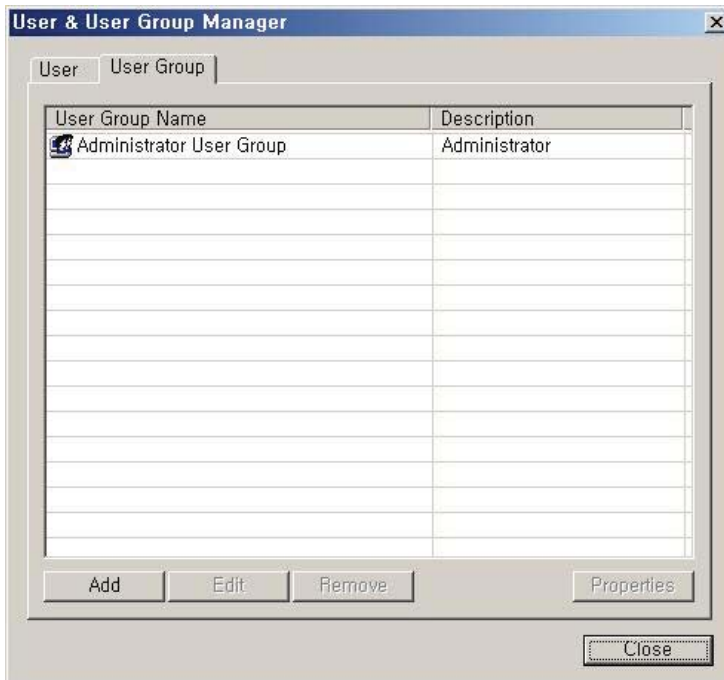 User & User Group Manager
User
User Group
User Group Name
Description
Administrator User Group
Administrator
Add
Edit
Remove
Properties
Close